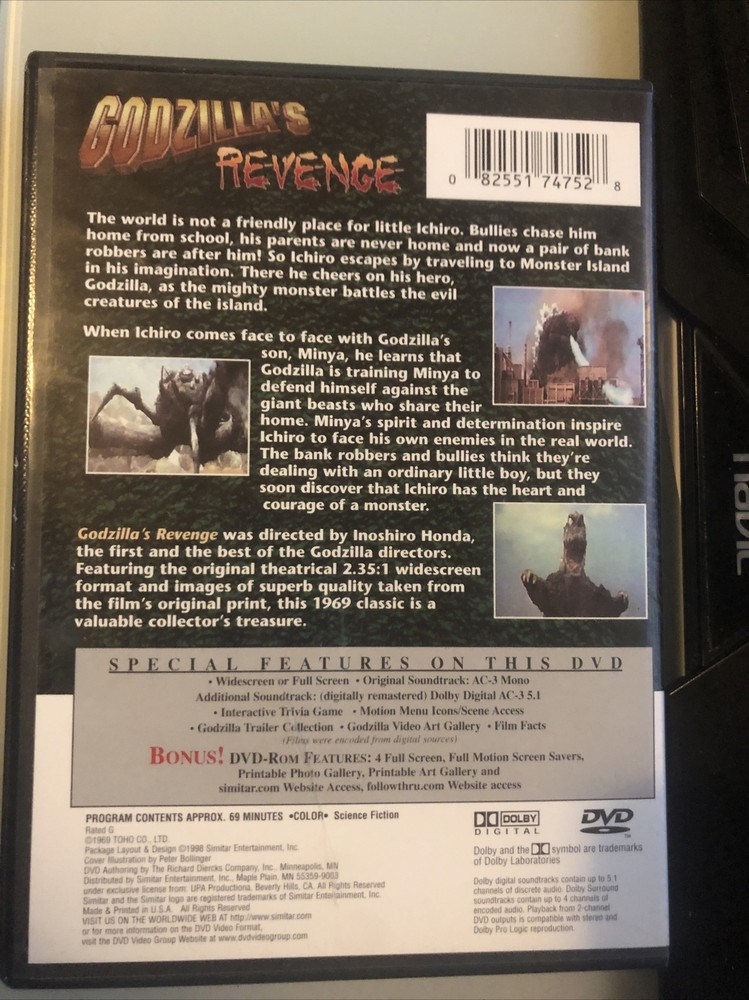 GODZILLA'S
REVENGE
0 82551 74752 8
The world is not a friendly place for little Ichiro. Bullies chase him
home from school, his parents are never home and now a pair of bank
robbers are after him! So Ichiro escapes by traveling to Monster Island
in his imagination. There he cheers on his hero,
Godzilla, as the mighty monster battles the evil
creatures of the island.
When Ichiro comes face to face with Godzilla's
son, Minya, he learns that
Godzilla is training Minya to
defend himself against the
giant beasts who share their
home. Minya's spirit and determination inspire
Ichiro to face his own enemies in the real world.
The bank robbers and bullies think they're
dealing with an ordinary little boy, but they
soon discover that Ichiro has the heart and
courage of a monster.
Godzilla's Revenge was directed by Inoshiro Honda,
the first and the best of the Godzilla directors.
Featuring the original theatrical 2.35:1 widescreen
format and images of superb quality taken from
the film's original print, this 1969 classic is a
valuable collector's treasure.
SPECIAL FEATURES ON THIS DVD
• Widescreen or Full Screen • Original Soundtrack: AC-3 Mono
Additional Soundtrack: (digitally remastered) Dolby Digital AC-3 5.1
• Interactive Trivia Game • Motion Menu Icons/Scene Access
• Godzilla Trailer Collection • Godzilla Video Art Gallery • Film Facts
(Films were encoded from digital sources)
BONUS! DVD-ROM FEATURES: 4 Full Screen, Full Motion Screen Savers,
Printable Photo Gallery, Printable Art Gallery and
simitar.com Website Access, followthru.com Website access
PROGRAM CONTENTS APPROX. 69 MINUTES •COLOR• Science Fiction
Rated G
©1969 TOHO CO., LTD.
Package Layout & Design ©1998 Simitar Entertainment, Inc.
Cover Illustration by Peter Bollinger
DVD Authoring by The Richard Diercks Company, Inc., Minneapolis, MN
Distributed by Simitar Entertainment, Inc., Maple Plain, MN 55359-9003
under exclusive license from: UPA Productions, Beverly Hills, CA. All Rights Reserved
Simitar and the Simitar logo are registered trademarks of Simitar Entertainment, Inc.
Made & Printed in U.S.A. All Rights Reserved
VISIT US ON THE WORLDWIDE WEB AT http://www.simitar.com
or for more information on the DVD Video Format,
visit the DVD Video Group Website at www.dvdvideogroup.com
DOLBY
DIGITAL
DVD
TM
Dolby and the symbol are trademarks
of Dolby Laboratories
Dolby digital soundtracks contain up to 5.1
channels of discrete audio. Dolby Surround
soundtracks contain up to 4 channels of
encoded audio. Playback from 2-channel
DVD outputs is compatible with stereo and
Dolby Pro Logic reproduction.